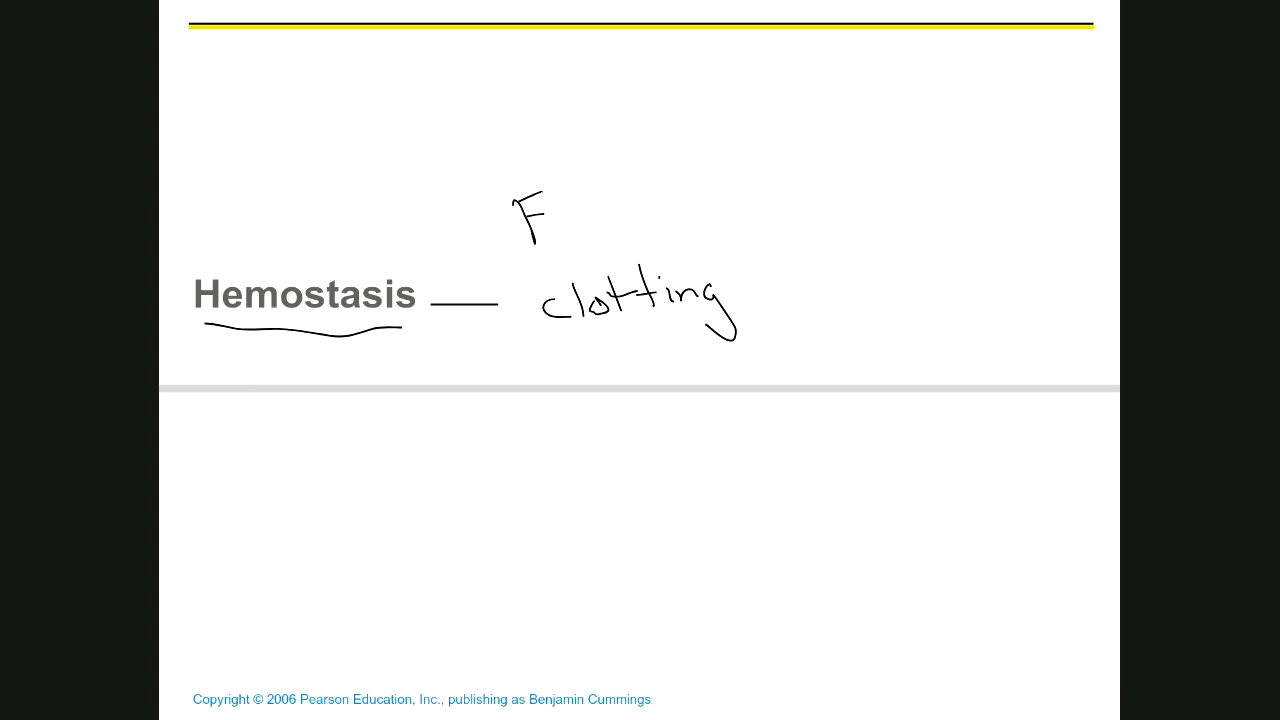 F
Hemostasis — clotting
Copyright © 2006 Pearson Education, Inc., publishing as Benjamin Cummings